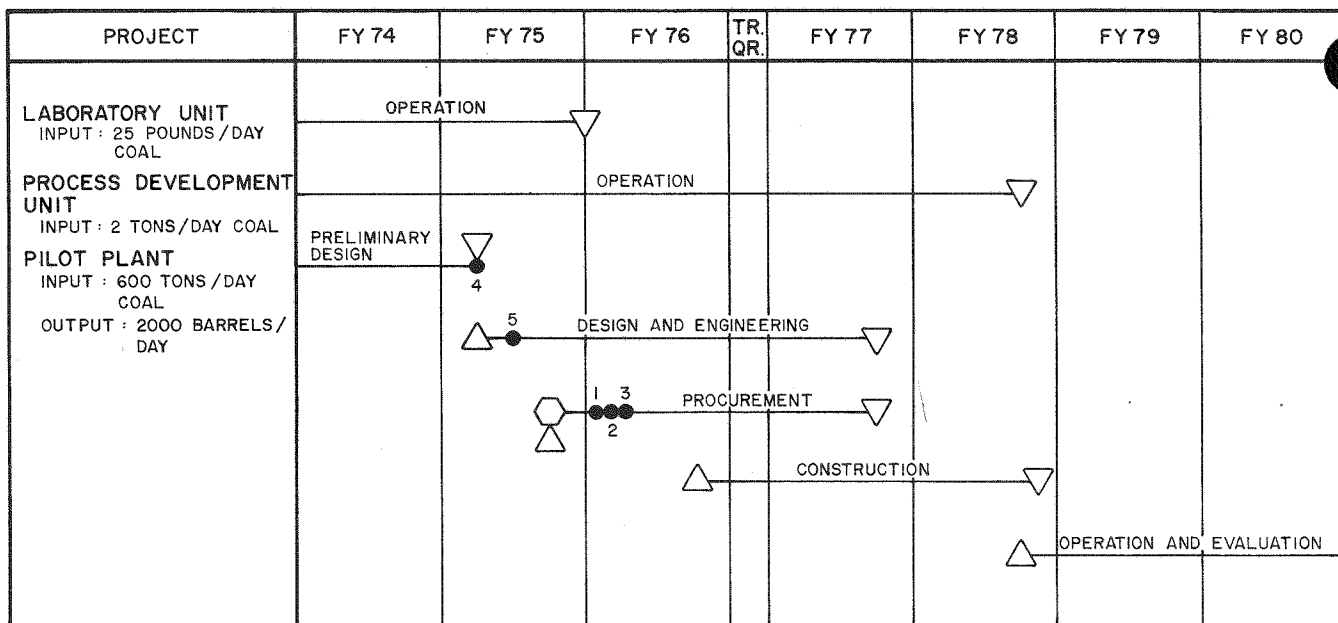 PROJECT FY 74 FY 75 FY 76 TR. QR. FY 77 FY 78 FY 79 FY 80
LABORATORY UNIT
INPUT : 25 POUNDS/DAY
COAL
OPERATION
PROCESS DEVELOPMENT
UNIT
INPUT : 2 TONS/DAY COAL
OPERATION
PILOT PLANT
INPUT : 600 TONS/DAY
COAL
OUTPUT : 2000 BARRELS/
DAY
PRELIMINARY
DESIGN
4
5 DESIGN AND ENGINEERING
1 3 PROCUREMENT
2
CONSTRUCTION
OPERATION AND EVALUATION